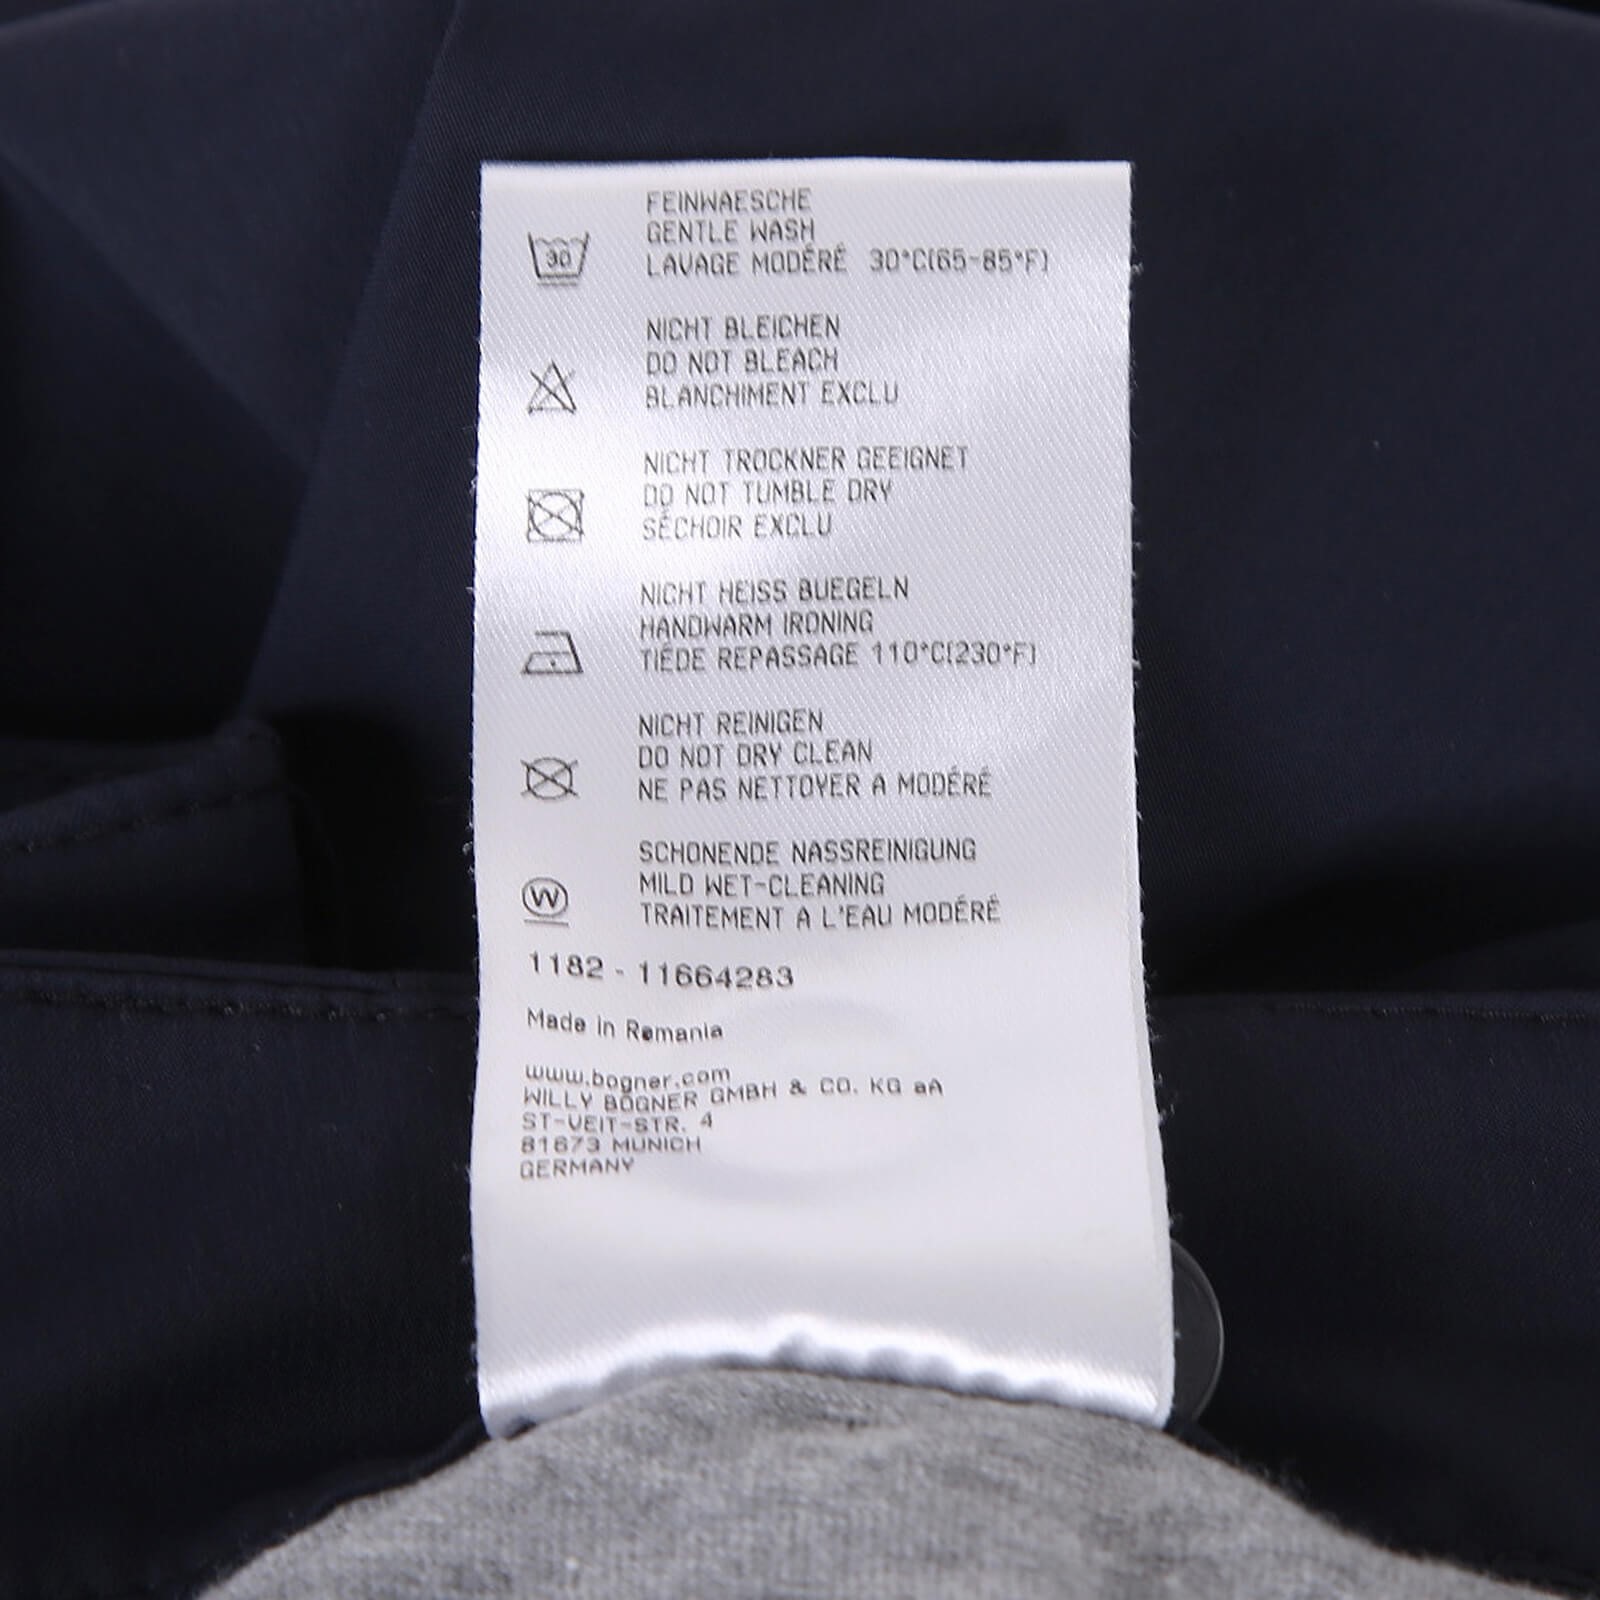 FEINWAESCHE
GENTLE WASH
30
LAVAGE MODÉRÉ 30°C(65-85°F)
NICHT BLEICHEN
DO NOT BLEACH
BLANCHIMENT EXCLU
NICHT TROCKNER GEEIGNET
DO NOT TUMBLE DRY
SÉCHOIR EXCLU
NICHT HEISS BUEGELN
HANDWARM IRONING
TIÉDE REPASSAGE 110°C(230°F)
NICHT REINIGEN
DO NOT DRY CLEAN
NE PAS NETTOYER A MODÉRÉ
SCHONENDE NASSREINIGUNG
MILD WET-CLEANING
W
TRAITEMENT A L'EAU MODÉRÉ
1182 - 11664283
Made in Romania
www.bogner.com
WILLY BOGNER GMBH & CO. KG aA
ST-VEIT-STR. 4
81673 MUNICH
GERMANY